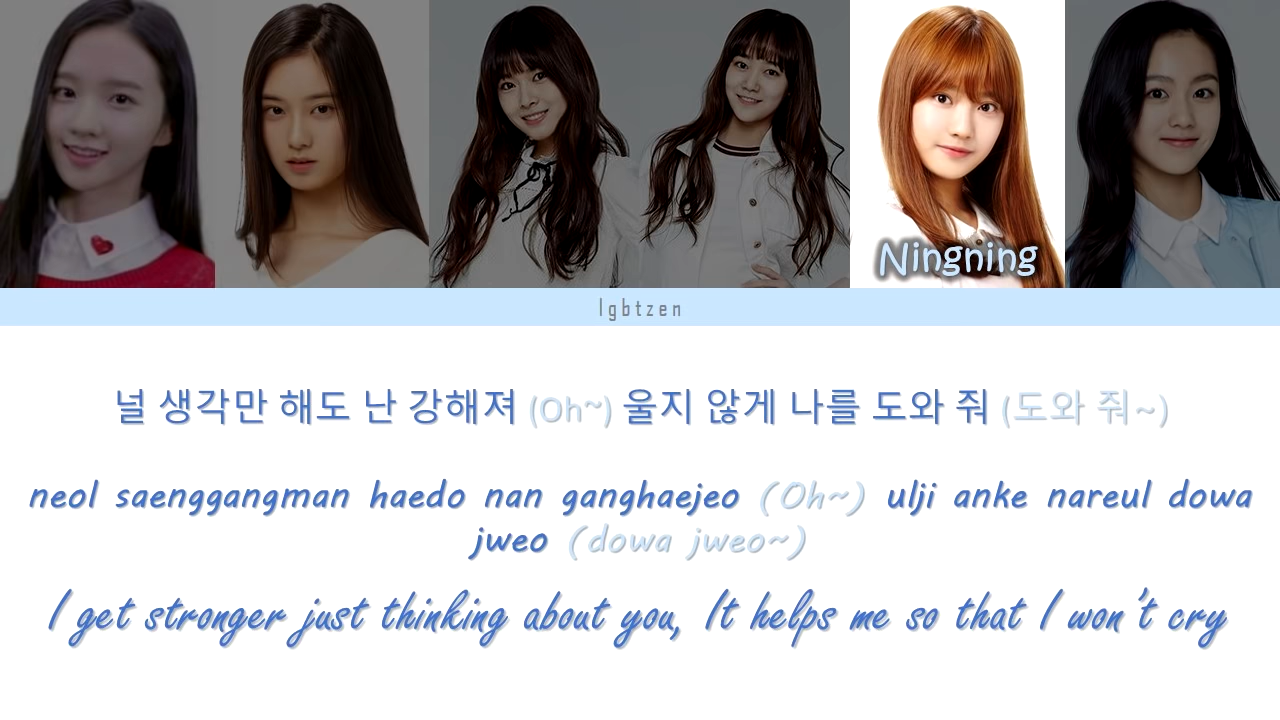 Ningning
lgbtzen
널 생각만 해도 난 강해져 (Oh~) 울지 않게 나를 도와 줘 (도와 줘~)
neol saenggangman haedo nan ganghaejeo (Oh~) ulji anke nareul dowa
jweo (dowa jweo~)
I get stronger just thinking about you, It helps me so that I won't cry